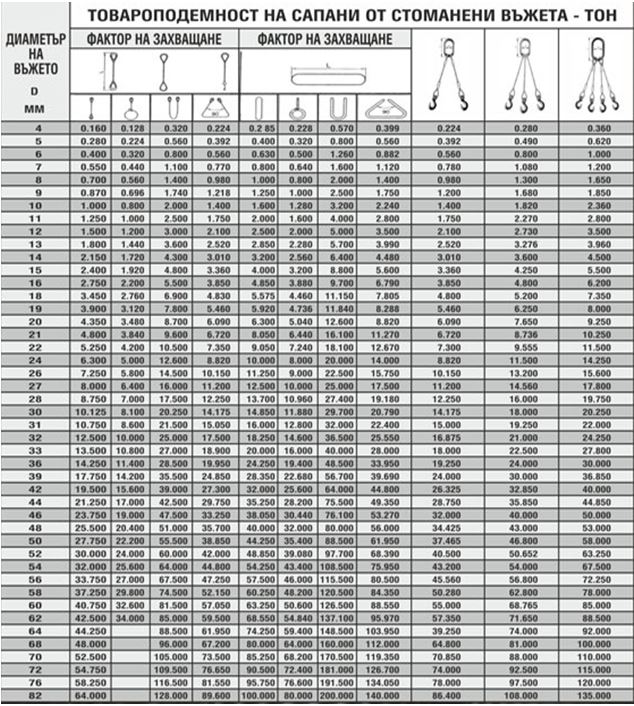 ТОВАРОПОДЕМНОСТ НА САПАНИ ОТ СТОМАНЕНИ ВЪЖЕТА - ТОН
ДИАМЕТЪР НА ВЪЖЕТО D ММ
ФАКТОР НА ЗАХВАЩАНЕ ФАКТОР НА ЗАХВАЩАНЕ
L L
4 0.160 0.128 0.320 0.224 0.2 85 0.228 0.570 0.399 0.224 0.280 0.360
5 0.280 0.224 0.560 0.392 0.400 0.320 0.800 0.560 0.392 0.490 0.620
6 0.400 0.320 0.800 0.560 0.630 0.500 1.260 0.882 0.560 0.800 1.000
7 0.550 0.440 1.100 0.770 0.800 0.640 1.600 1.120 0.780 1.080 1.200
8 0.700 0.560 1.400 0.980 1.000 0.800 2.000 1.400 0.980 1.300 1.650
9 0.870 0.696 1.740 1.218 1.250 1.000 2.500 1.750 1.200 1.680 1.850
10 1.000 0.800 2.000 1.400 1.600 1.280 3.200 2.240 1.400 1.820 2.360
11 1.250 1.000 2.500 1.750 2.000 1.600 4.000 2.800 1.750 2.270 2.800
12 1.500 1.200 3.000 2.100 2.500 2.000 5.000 3.500 2.100 2.730 3.500
13 1.800 1.440 3.600 2.520 2.850 2.280 5.700 3.990 2.520 3.276 3.960
14 2.150 1.720 4.300 3.010 3.200 2.560 6.400 4.480 3.010 3.600 4.500
15 2.400 1.920 4.800 3.360 4.000 3.200 8.800 5.600 3.360 4.250 5.500
16 2.750 2.200 5.500 3.850 4.850 3.880 9.700 6.790 3.850 4.800 6.200
18 3.450 2.760 6.900 4.830 5.575 4.460 11.150 7.805 4.800 5.200 7.350
19 3.900 3.120 7.800 5.460 5.920 4.736 11.840 8.288 5.460 6.250 8.000
20 4.350 3.480 8.700 6.090 6.300 5.040 12.600 8.820 6.090 7.650 9.250
21 4.800 3.840 9.600 6.720 8.050 6.440 16.100 11.270 6.720 8.736 10.250
22 5.250 4.200 10.500 7.350 9.050 7.240 18.100 12.670 7.300 9.555 11.500
24 6.300 5.000 12.600 8.820 10.000 8.000 20.000 14.000 8.820 11.500 14.250
26 7.250 5.800 14.500 10.150 11.250 9.000 22.500 15.750 10.150 13.200 15.600
27 8.000 6.400 16.000 11.200 12.500 10.000 25.000 17.500 11.200 14.560 17.800
28 8.750 7.000 17.500 12.250 13.700 10.960 27.400 19.180 12.250 16.000 19.750
30 10.125 8.100 20.250 14.175 14.850 11.880 29.700 20.790 14.175 18.000 20.250
31 10.750 8.600 21.500 15.050 16.000 12.800 32.000 22.400 15.000 19.250 22.000
32 12.500 10.000 25.000 17.500 18.250 14.600 36.500 25.550 16.875 21.000 24.250
33 13.500 10.800 27.000 18.900 20.000 16.000 40.000 28.000 18.000 22.500 27.800
36 14.250 11.400 28.500 19.950 24.250 19.400 48.500 33.950 19.250 24.000 30.000
39 17.750 14.200 35.500 24.850 28.350 22.680 56.700 39.690 24.000 30.000 36.850
42 19.500 15.600 39.000 27.300 32.000 25.600 64.000 44.800 26.325 32.850 40.000
44 21.250 17.000 42.500 29.750 35.250 28.200 75.500 49.350 28.750 35.850 44.850
46 23.750 19.000 47.500 33.250 38.050 30.440 76.100 53.270 32.000 40.000 50.000
48 25.500 20.400 51.000 35.700 40.000 32.000 80.000 56.000 34.425 43.000 53.000
50 27.750 22.200 55.500 38.850 44.250 35.400 88.500 61.950 37.465 46.800 58.000
52 30.000 24.000 60.000 42.000 48.850 39.080 97.700 68.390 40.500 50.652 63.250
54 32.000 25.600 64.000 44.800 54.250 43.400 108.500 75.950 43.200 54.000 67.500
56 33.750 27.000 67.500 47.250 57.500 46.000 115.500 80.500 45.560 56.800 72.250
58 37.250 29.800 74.500 52.150 60.250 48.200 120.500 84.350 50.280 62.800 78.000
60 40.750 32.600 81.500 57.050 63.250 50.600 126.500 88.550 55.000 68.765 85.000
62 42.500 34.000 85.000 59.500 68.550 54.840 137.100 95.970 57.350 71.650 88.500
64 44.250 88.500 61.950 74.250 59.400 148.500 103.950 39.250 74.000 92.000
68 48.000 96.000 67.200 80.000 64.000 160.000 112.000 64.800 81.000 100.000
70 52.500 105.000 73.500 85.250 68.200 170.500 119.350 70.850 88.000 110.000
72 54.750 109.500 76.650 90.500 72.400 181.000 126.700 74.000 92.500 115.000
76 58.250 116.500 81.550 95.750 76.600 191.500 134.050 78.000 97.500 120.000
82 64.000 128.000 89.600 100.000 80.000 200.000 140.000 86.400 108.000 135.000